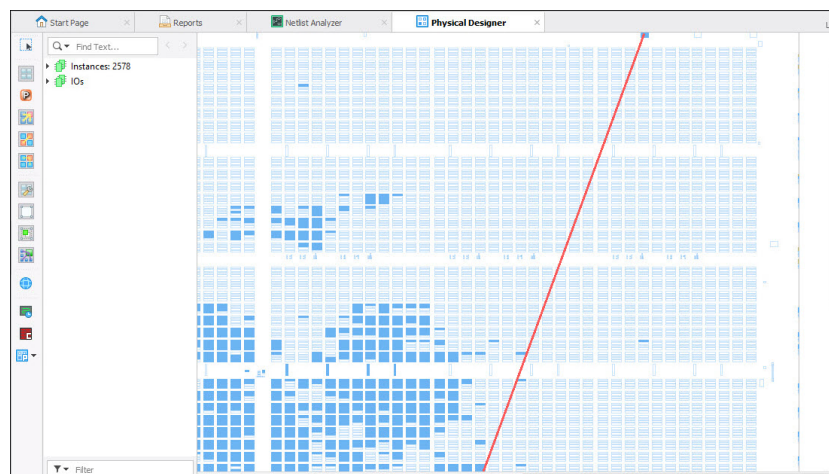 Start Page
Reports
Netlist Analyzer
Physical Designer
L
Find Text...
Instances: 2578
IOs
Filter